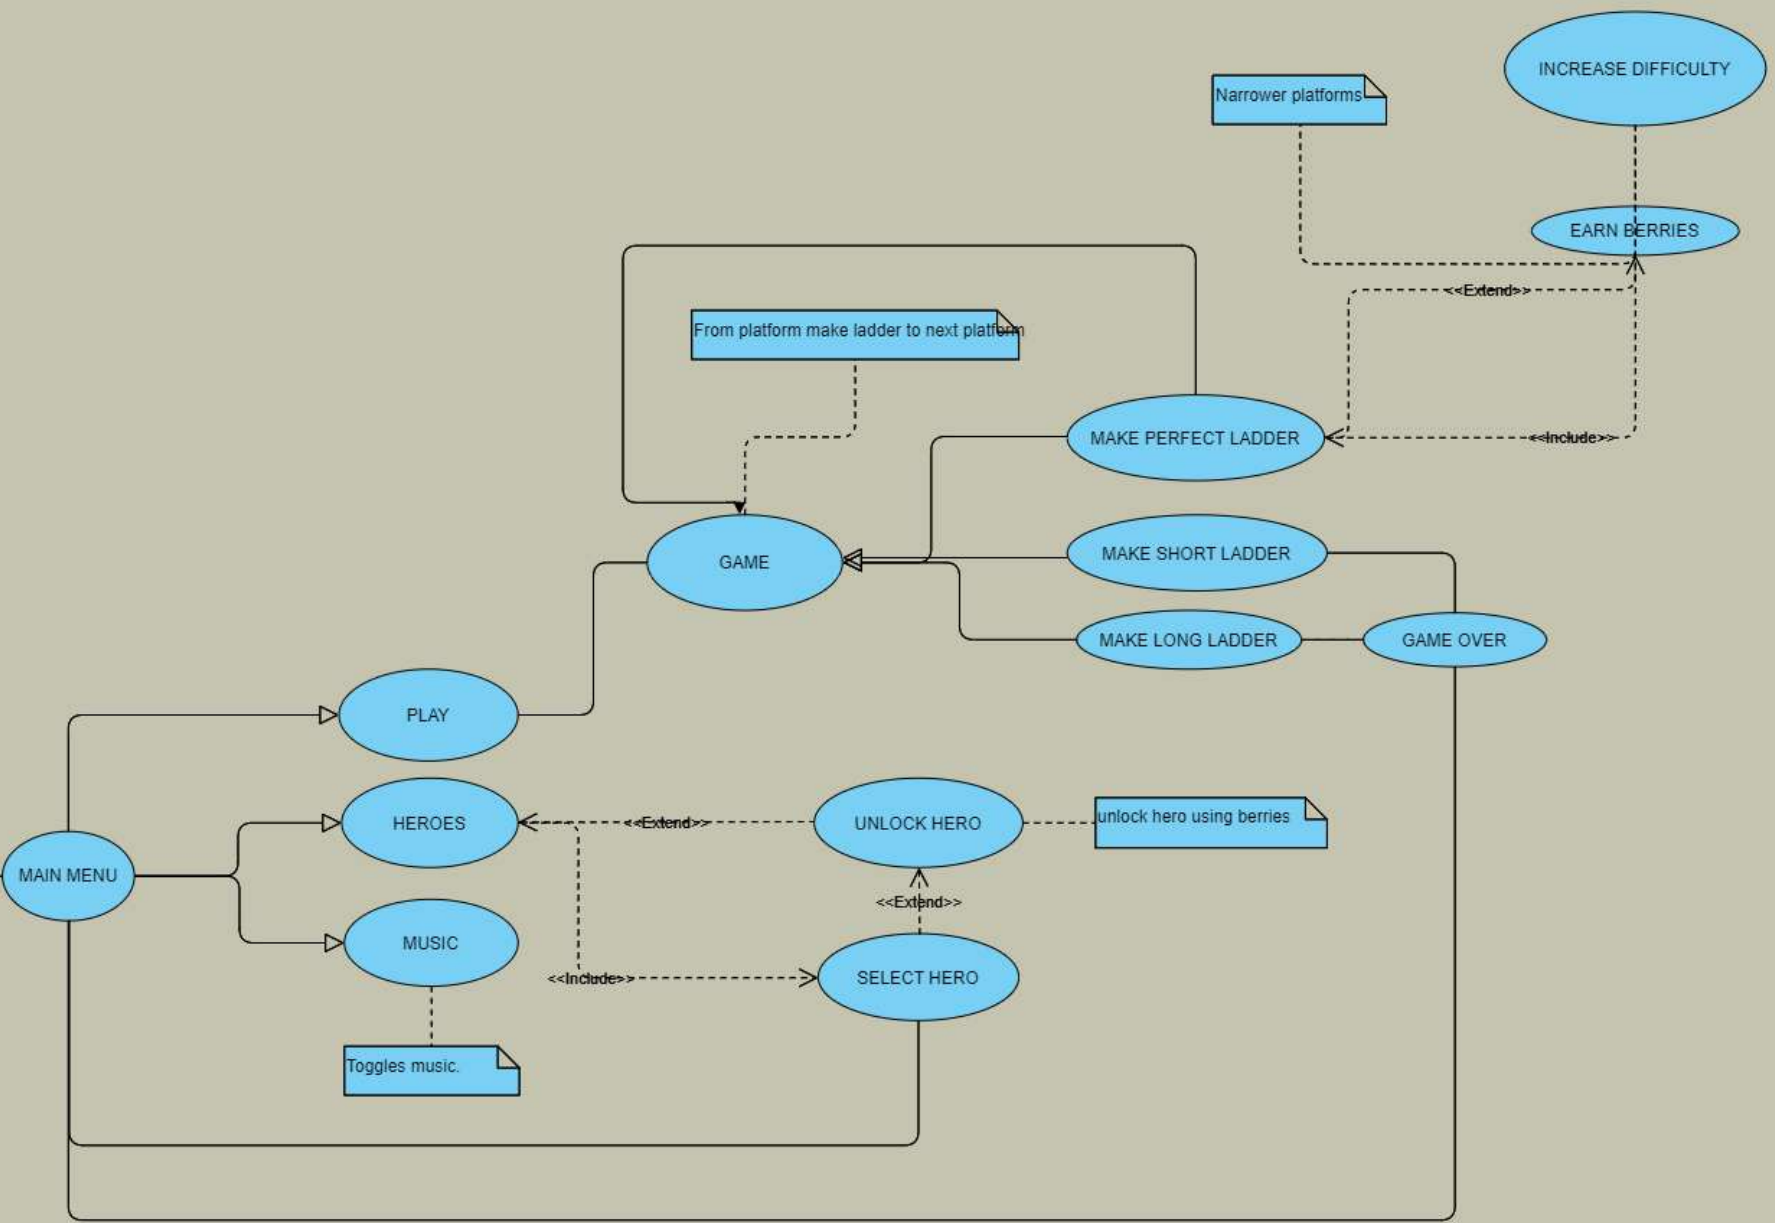 INCREASE DIFFICULTY
Narrower platforms
EARN BERRIES
<<Extend>>
From platform make ladder to next platform
MAKE PERFECT LADDER
<<Include>>
GAME
MAKE SHORT LADDER
MAKE LONG LADDER
GAME OVER
PLAY
HEROES
<<Extend>>
UNLOCK HERO
unlock hero using berries
MAIN MENU
<<Extend>>
MUSIC
<<Include>>
SELECT HERO
Toggles music.